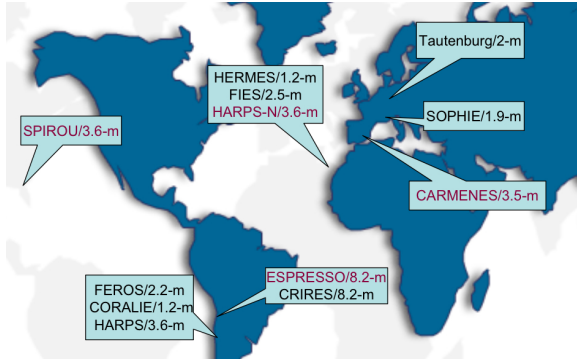 Tautenburg/2-m
HERMES/1.2-m
FIES/2.5-m
HARPS-N/3.6-m
SOPHIE/1.9-m
SPIROU/3.6-m
CARMENES/3.5-m
ESPRESSO/8.2-m
CRIRES/8.2-m
FEROS/2.2-m
CORALIE/1.2-m
HARPS/3.6-m